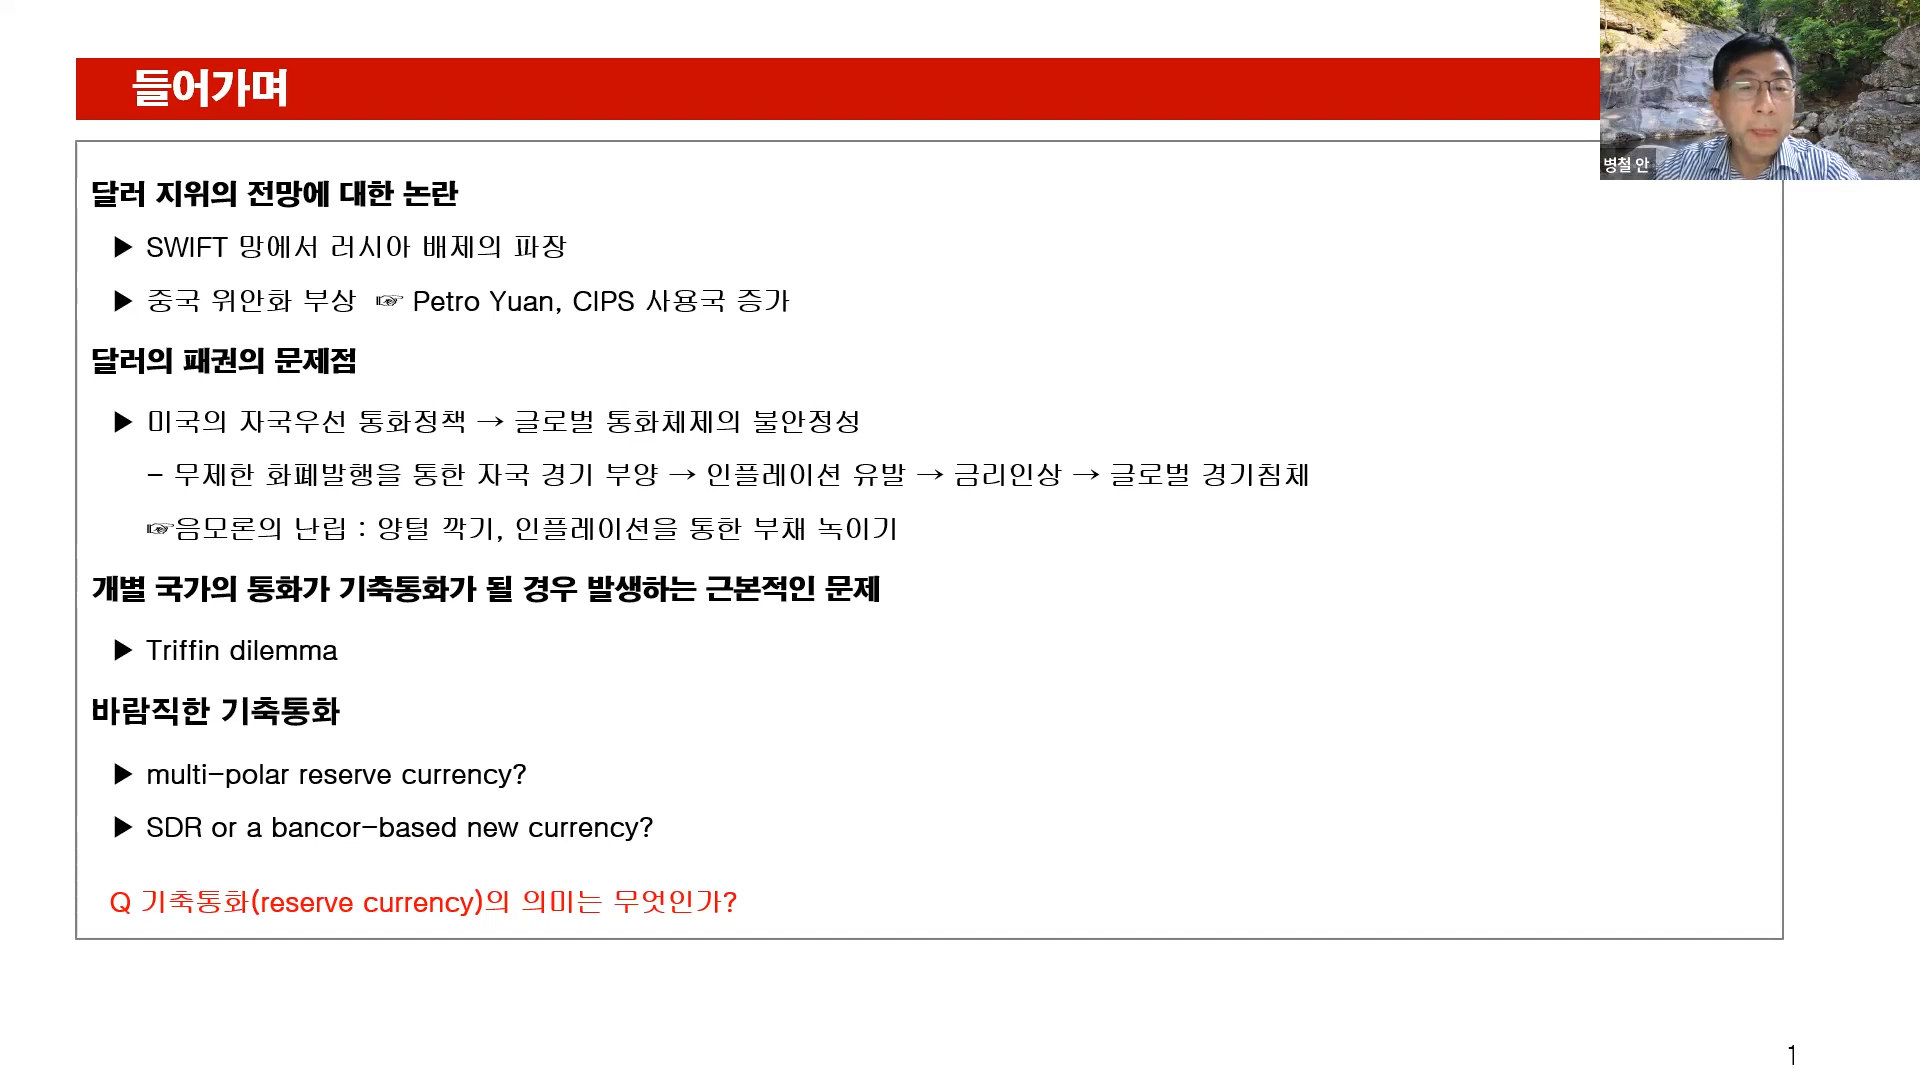 들어가며
병철 안
달러 지위의 전망에 대한 논란
▶ SWIFT 망에서 러시아 배제의 파장
▶ 중국 위안화 부상 ☞ Petro Yuan, CIPS 사용국 증가
달러의 패권의 문제점
▶ 미국의 자국우선 통화정책 → 글로벌 통화체제의 불안정성
– 무제한 화폐발행을 통한 자국 경기 부양 → 인플레이션 유발 → 금리인상 → 글로벌 경기침체
☞음모론의 난립 : 양털 깍기, 인플레이션을 통한 부채 녹이기
개별 국가의 통화가 기축통화가 될 경우 발생하는 근본적인 문제
▶ Triffin dilemma
바람직한 기축통화
▶ multi-polar reserve currency?
▶ SDR or a bancor-based new currency?
Q 기축통화(reserve currency)의 의미는 무엇인가?
1